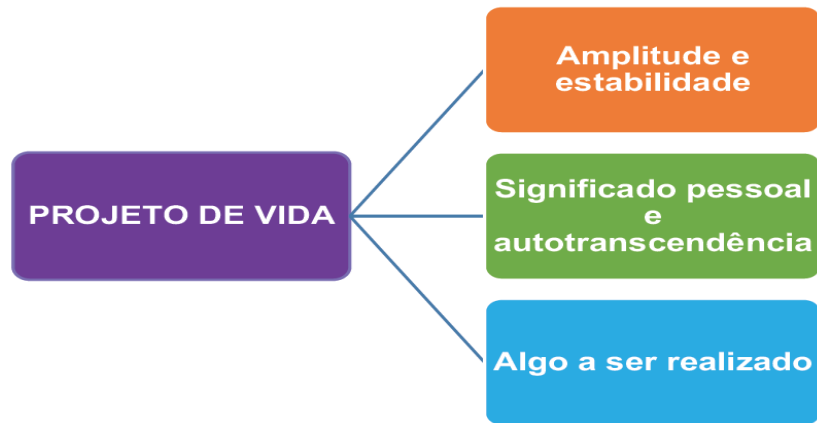 PROJETO DE VIDA
Amplitude e
estabilidade
Significado pessoal
e
autotranscendência
Algo a ser realizado